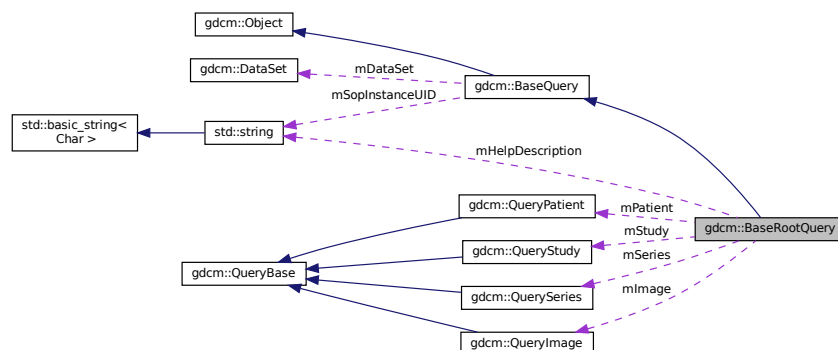 gdcm::Object
gdcm::DataSet
mDataSet
gdcm::BaseQuery
mSopInstanceUID
std::basic_string<
Char >
std::string
mHelpDescription
gdcm::QueryPatient
mPatient
gdcm::BaseRootQuery
mStudy
gdcm::QueryStudy
mSeries
gdcm::QueryBase
gdcm::QuerySeries
mImage
gdcm::QueryImage